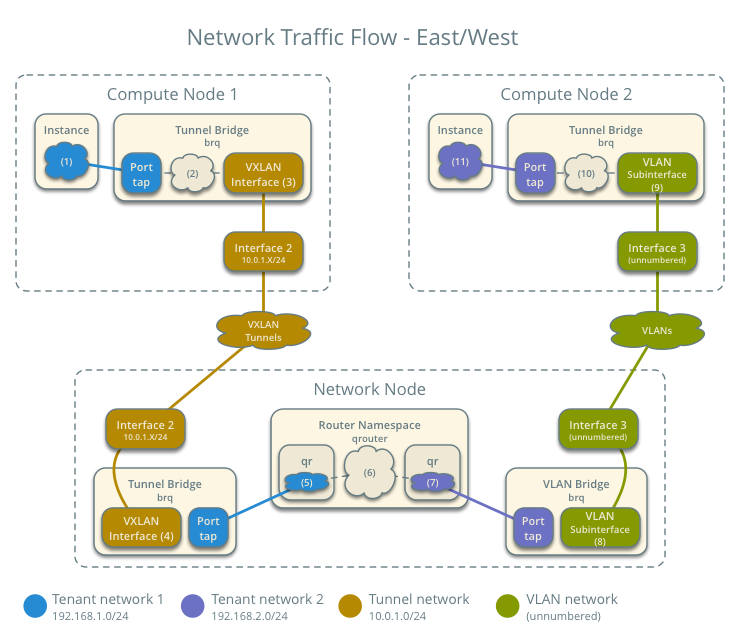 Network Traffic Flow - East/West
Compute Node 1
Instance
(1)
Tunnel Bridge
brq
Port
tap
(2)
VXLAN
Interface (3)
Interface 2
10.0.1.X/24
VXLAN
Tunnels
Compute Node 2
Instance
(11)
Tunnel Bridge
brq
Port
tap
(10)
VLAN
Subinterface
(9)
Interface 3
(unnumbered)
VLANs
Network Node
Interface 2
10.0.1.X/24
Tunnel Bridge
brq
VXLAN
Interface (4)
Port
tap
Router Namespace
qrouter
qr
(5)
(6)
qr
(7)
Interface 3
(unnumbered)
VLAN Bridge
brq
Port
tap
VLAN
Subinterface
(8)
Tenant network 1
192.168.1.0/24
Tenant network 2
192.168.2.0/24
Tunnel network
10.0.1.0/24
VLAN network
(unnumbered)